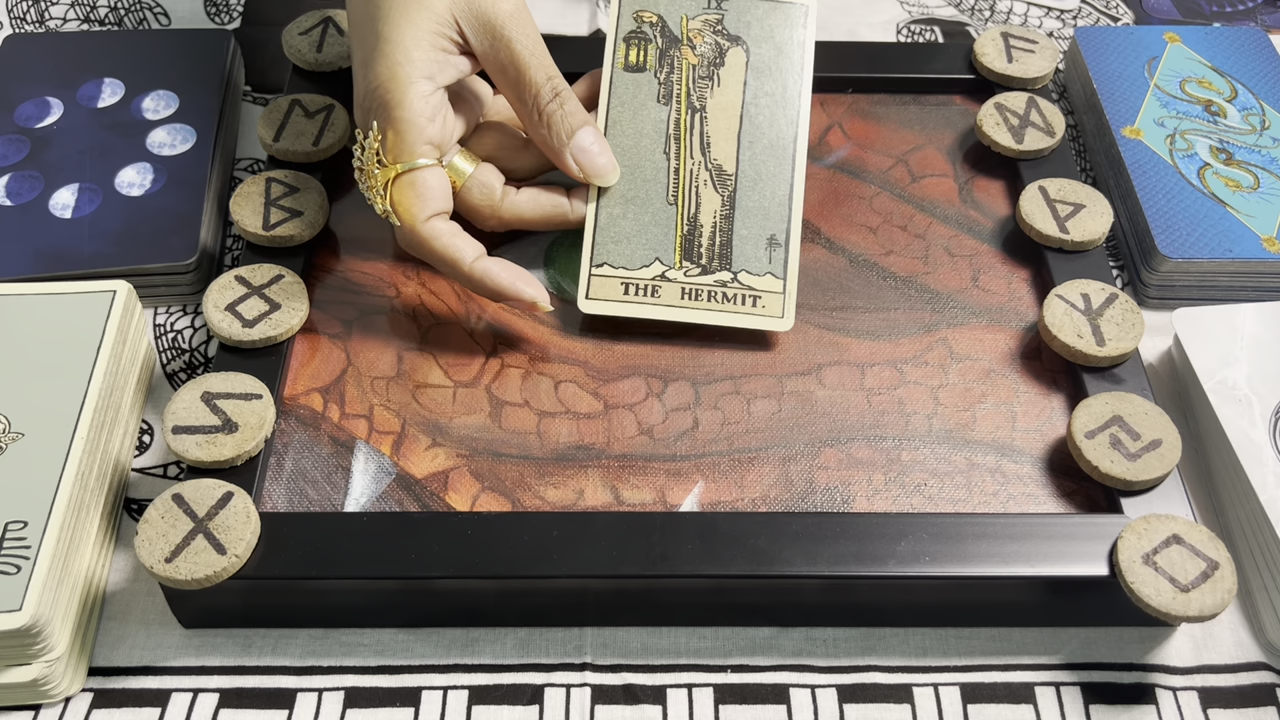 IX
THE HERMIT.
ᛏ
ᛖ
ᛒ
ᛟ
ᛊ
ᚷ
ᚨ
ᛞ
ᚦ
ᛉ
ᛇ
ᛜ